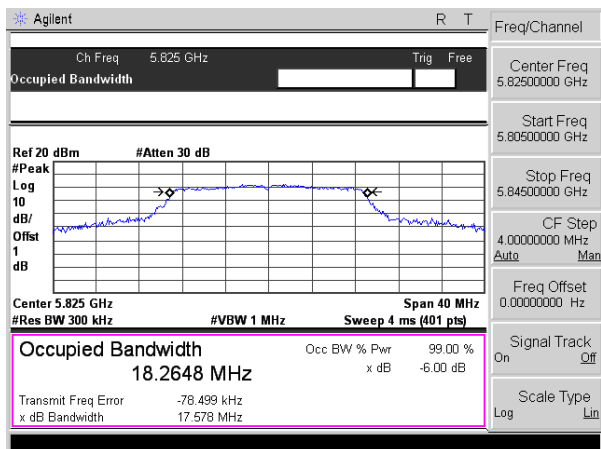 Agilent R T
Ch Freq 5.825 GHz Trig Free
Occupied Bandwidth
Ref 20 dBm #Atten 30 dB
#Peak
Log
10
dB/
Offst
1
dB
Center 5.825 GHz Span 40 MHz
#Res BW 300 kHz #VBW 1 MHz Sweep 4 ms (401 pts)
Occupied Bandwidth Occ BW % Pwr 99.00 %
18.2648 MHz x dB -6.00 dB
Transmit Freq Error -78.499 kHz
x dB Bandwidth 17.578 MHz
Freq/Channel
Center Freq
5.82500000 GHz
Start Freq
5.80500000 GHz
Stop Freq
5.84500000 GHz
CF Step
4.00000000 MHz
Auto Man
Freq Offset
0.00000000 Hz
Signal Track
On Off
Scale Type
Log Lin